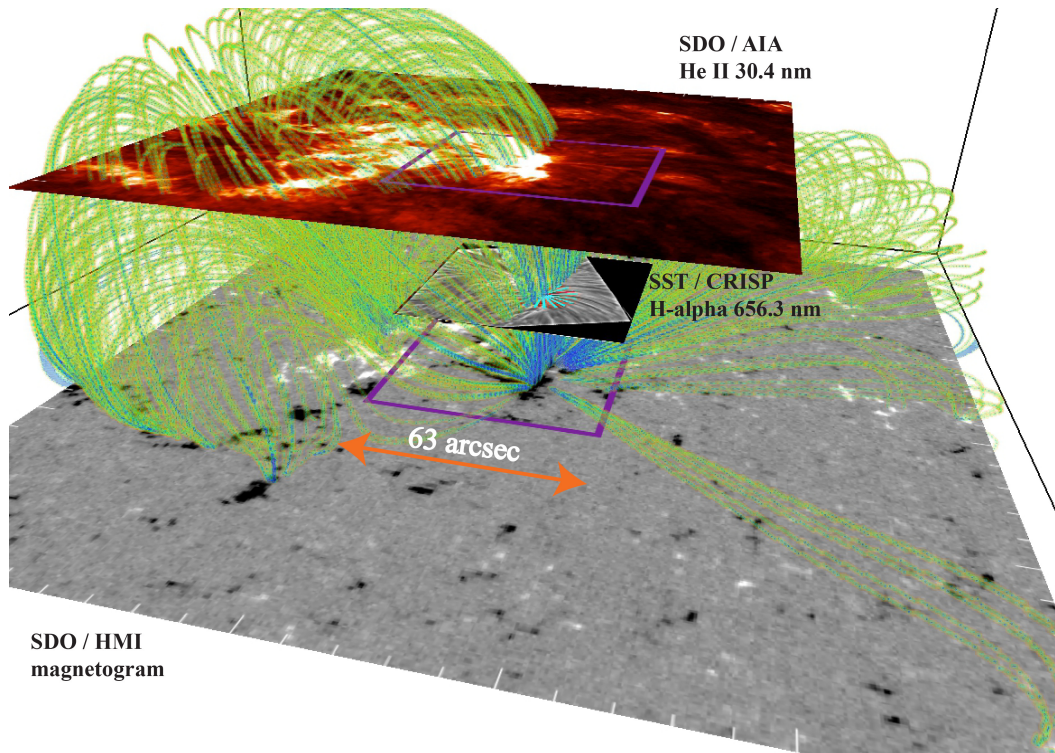 SDO / AIA
He II 30.4 nm
SST / CRISP
H-alpha 656.3 nm
63 arcsec
SDO / HMI
magnetogram